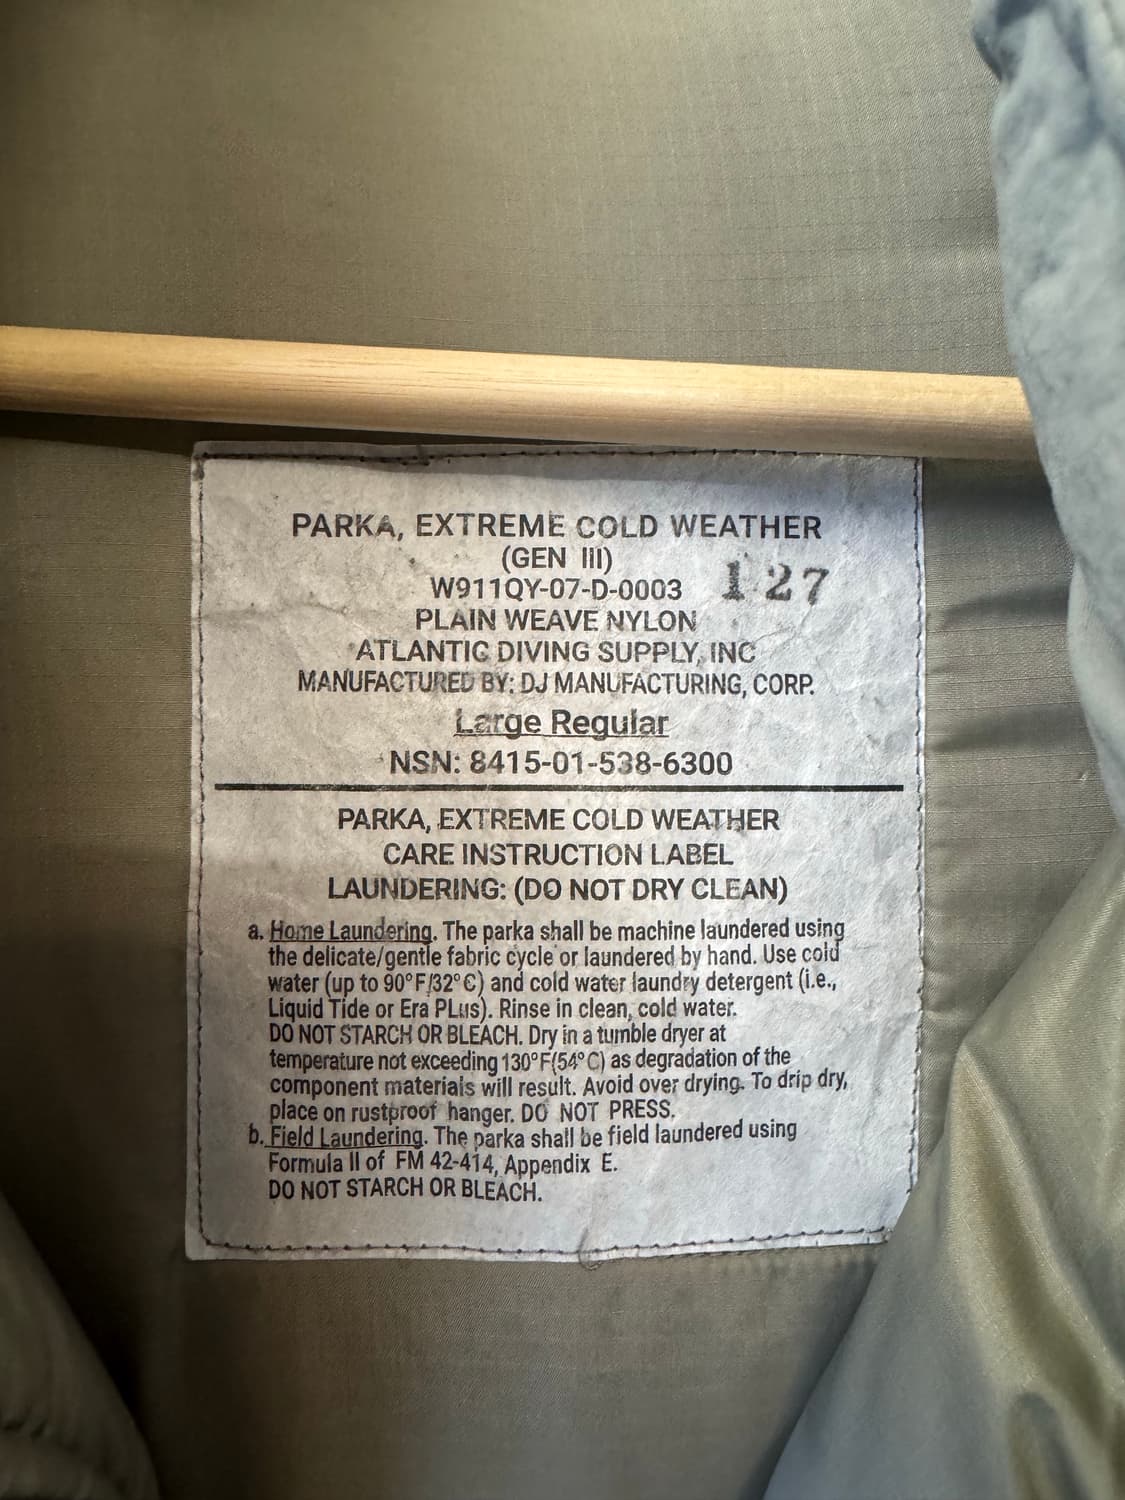 PARKA, EXTREME COLD WEATHER
(GEN III)
W911QY-07-D-0003 127
PLAIN WEAVE NYLON
ATLANTIC DIVING SUPPLY, INC
MANUFACTURED BY: DJ MANUFACTURING, CORP.
Large Regular
NSN: 8415-01-538-6300
PARKA, EXTREME COLD WEATHER
CARE INSTRUCTION LABEL
LAUNDERING: (DO NOT DRY CLEAN)
a. Home Laundering. The parka shall be machine laundered using
the delicate/gentle fabric cycle or laundered by hand. Use cold
water (up to 90°F/32°C) and cold water laundry detergent (i.e.,
Liquid Tide or Era PLus). Rinse in clean, cold water.
DO NOT STARCH OR BLEACH. Dry in a tumble dryer at
temperature not exceeding 130°F(54°C) as degradation of the
component materials will result. Avoid over drying. To drip dry,
place on rustproof hanger. DO NOT PRESS.
b. Field Laundering. The parka shall be field laundered using
Formula II of FM 42-414, Appendix E.
DO NOT STARCH OR BLEACH.